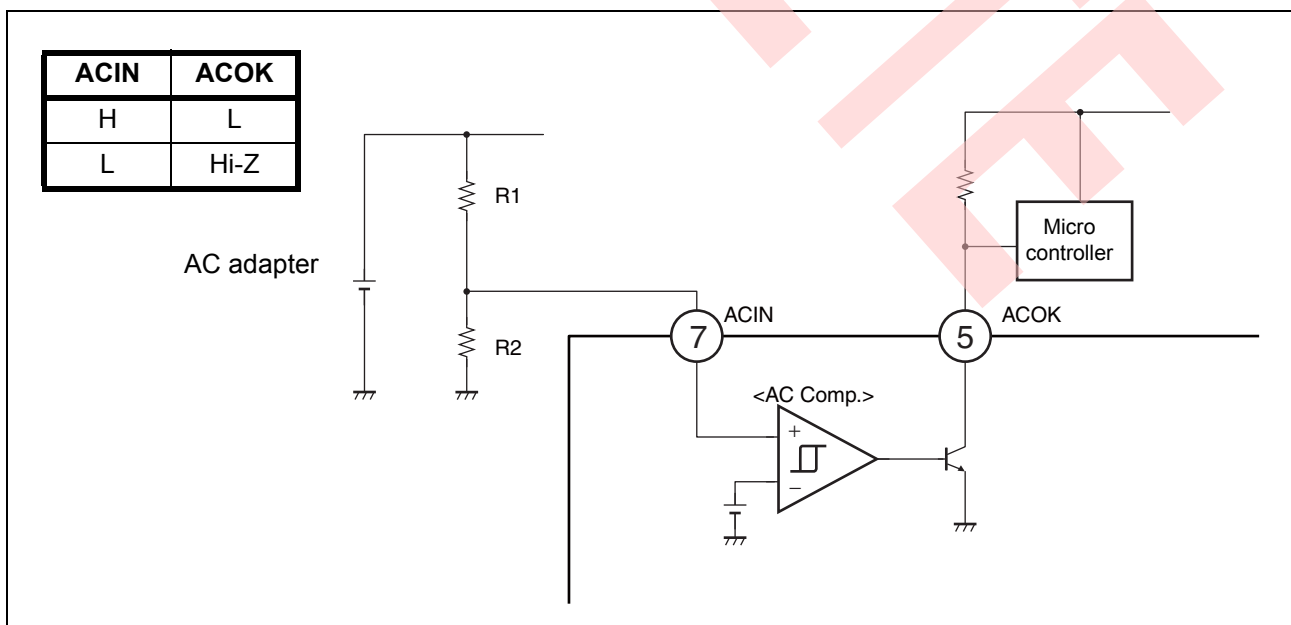 ACIN ACOK
H L
L Hi-Z
R1
Micro
controller
AC adapter
ACIN
ACOK
7
5
R2
<AC Comp.>
+
−